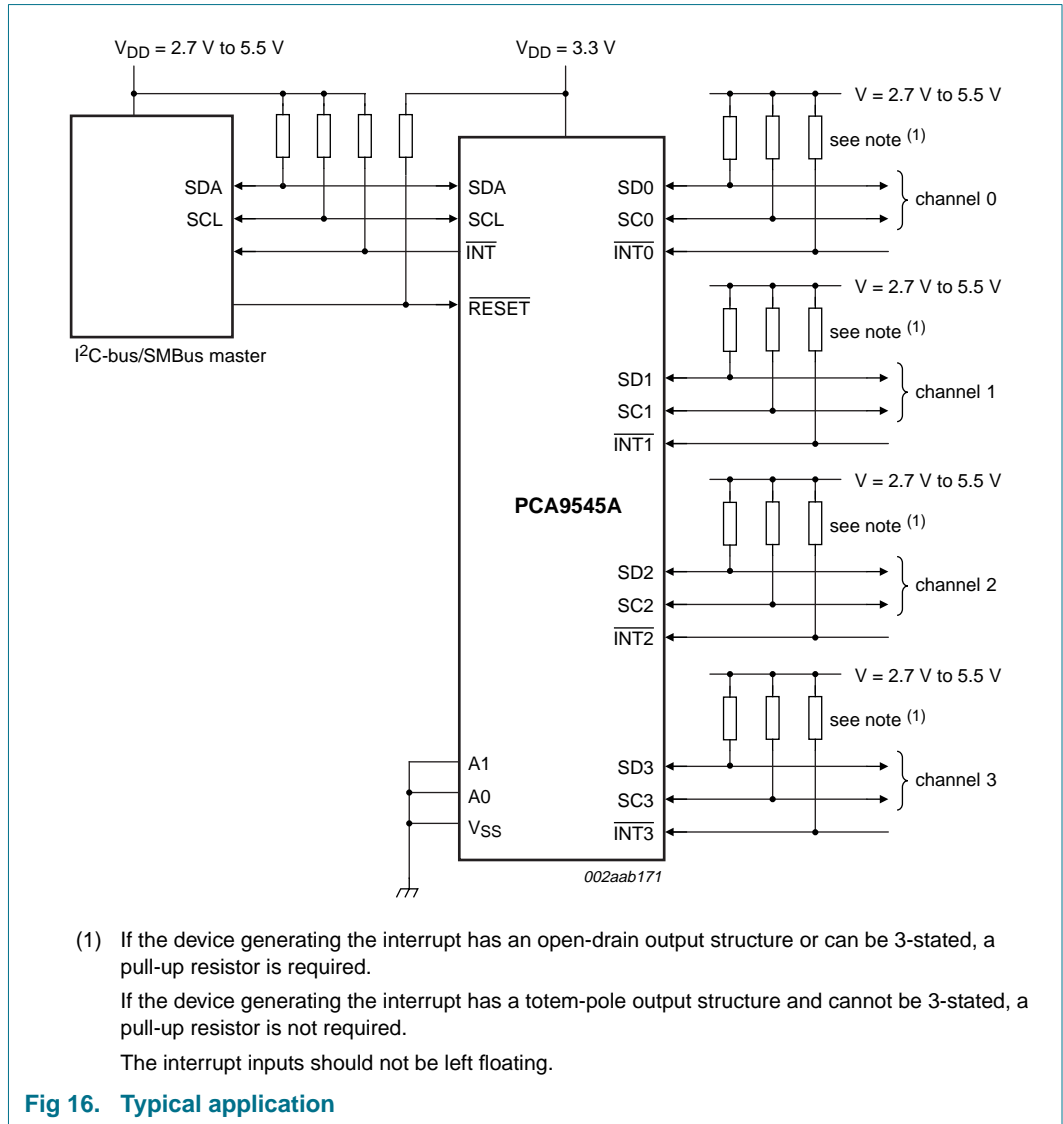 VDD = 2.7 V to 5.5 V
VDD = 3.3 V
V = 2.7 V to 5.5 V
see note (1)
SDA
SCL
I2C-bus/SMBus master
SDA
SCL
INT
RESET
SD0
SC0
INT0
channel 0
V = 2.7 V to 5.5 V
see note (1)
SD1
SC1
INT1
channel 1
PCA9545A
V = 2.7 V to 5.5 V
see note (1)
SD2
SC2
INT2
channel 2
V = 2.7 V to 5.5 V
see note (1)
A1
A0
VSS
SD3
SC3
INT3
channel 3
002aab171
(1) If the device generating the interrupt has an open-drain output structure or can be 3-stated, a
pull-up resistor is required.
If the device generating the interrupt has a totem-pole output structure and cannot be 3-stated, a
pull-up resistor is not required.
The interrupt inputs should not be left floating.
Fig 16. Typical application